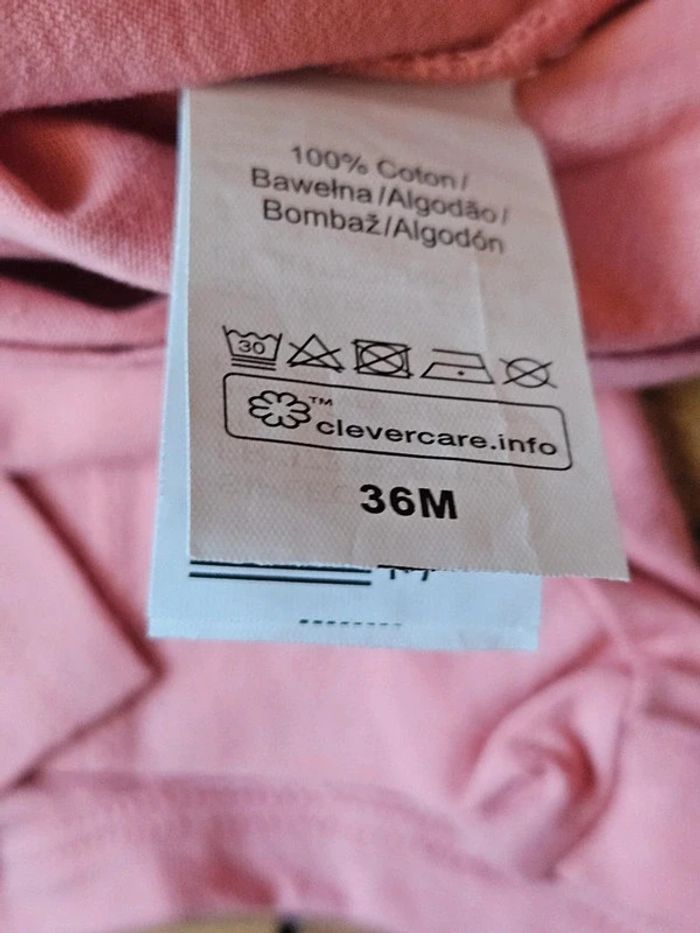 100% Coton/
Bawełna/Algodão/
Bombaž/Algodón
30
™
clevercare.info
36M